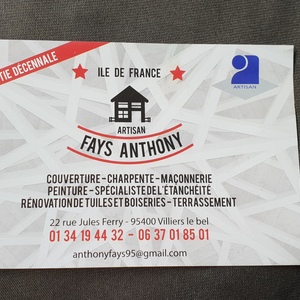 TIE DÉCENNALE
ILE DE FRANCE
ARTISAN
ARTISAN
FAYS ANTHONY
COUVERTURE - CHARPENTE - MAÇONNERIE
PEINTURE - SPÉCIALISTE DE L'ÉTANCHÉITÉ
RÉNOVATION DE TUILES ET BOISERIES - TERRASSEMENT
22 rue Jules Ferry - 95400 Villiers le bel
01 34 19 44 32 - 06 37 01 85 01
anthonyfays95@gmail.com